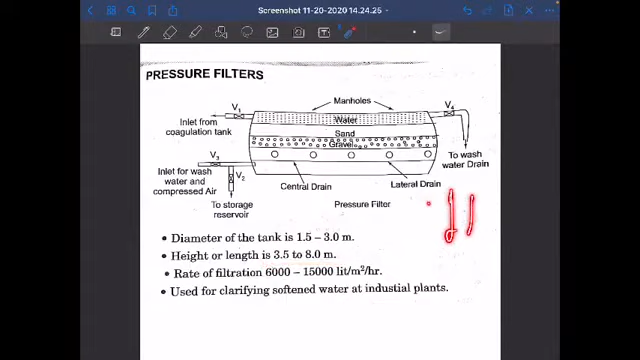 Screenshot 11-20-2020 14.24.25
PRESSURE FILTERS
Manholes
V1
V4
Water
Inlet from
coagulation tank
Sand
Gravel
V3
To wash
water Drain
Inlet for wash
water and
compressed Air
V2
Central Drain
Lateral Drain
To storage
reservoir
Pressure Filter
• Diameter of the tank is 1.5 – 3.0 m.
• Height or length is 3.5 to 8.0 m.
• Rate of filtration 6000 – 15000 lit/m²/hr.
• Used for clarifying softened water at industial plants.